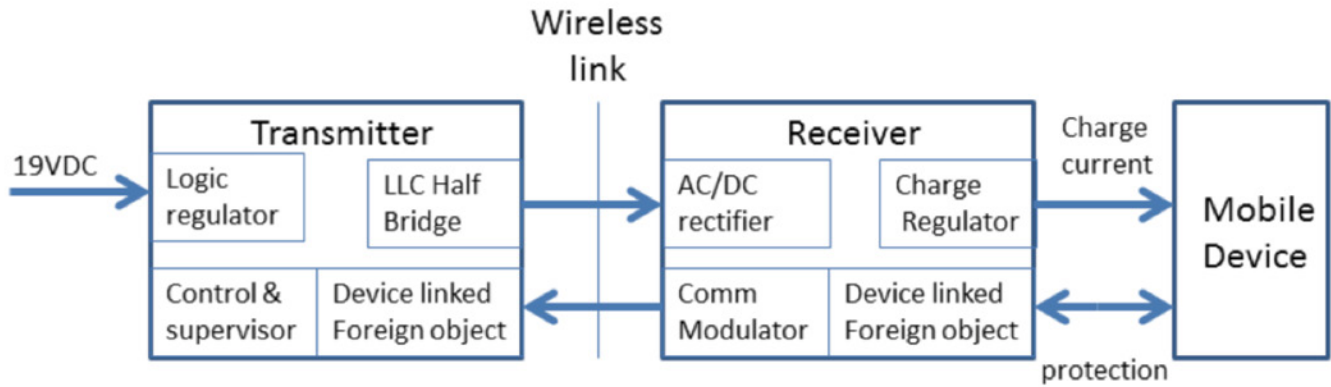 Wireless
link
Transmitter
Receiver
Charge
current
19VDC
Logic
regulator
LLC Half
Bridge
AC/DC
rectifier
Charge
Regulator
Mobile
Device
Control &
supervisor
Device linked
Foreign object
Comm
Modulator
Device linked
Foreign object
protection